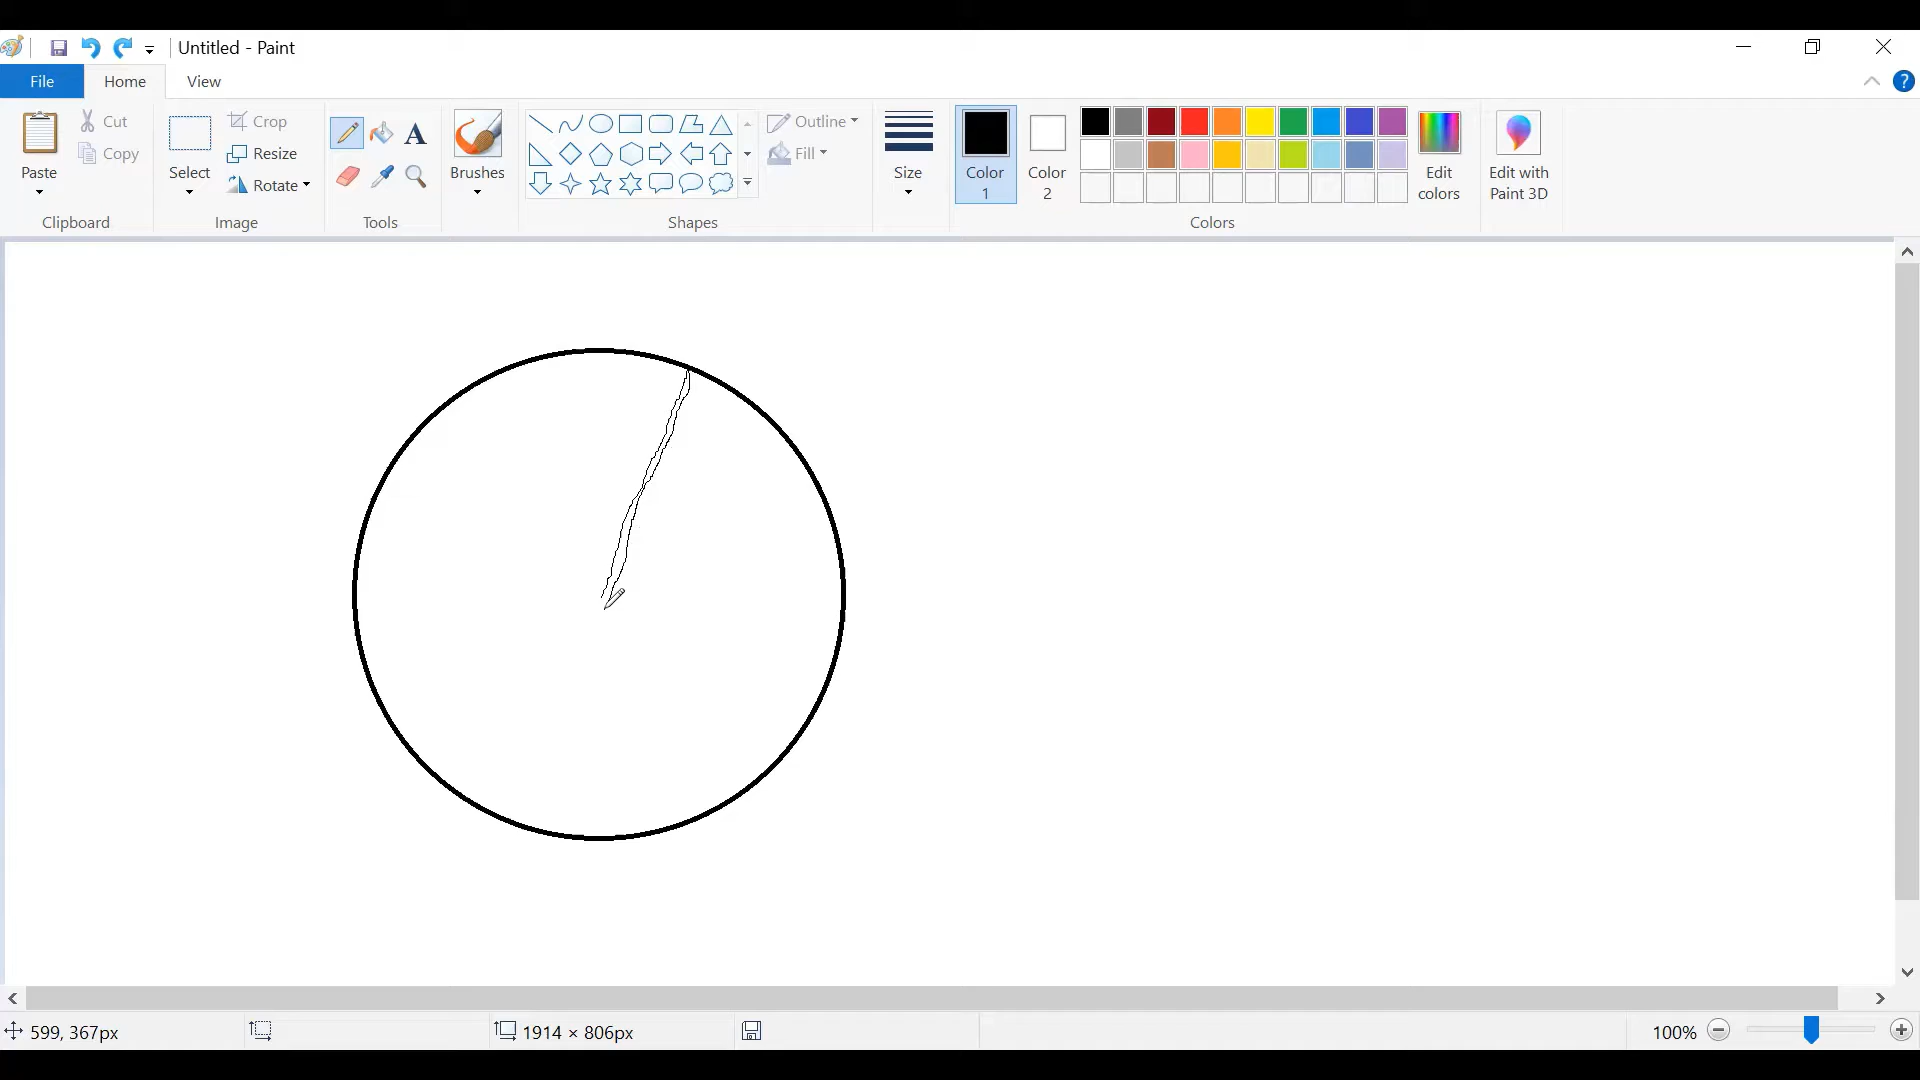 Untitled - Paint
File Home View
Paste
Cut
Copy
Clipboard
Select
Crop
Resize
Rotate
Image
A
Tools
Brushes
Outline
Fill
Shapes
Size
Color
1
Color
2
Edit
colors
Colors
Edit with
Paint 3D
?
599, 367px
1914 × 806px
100%